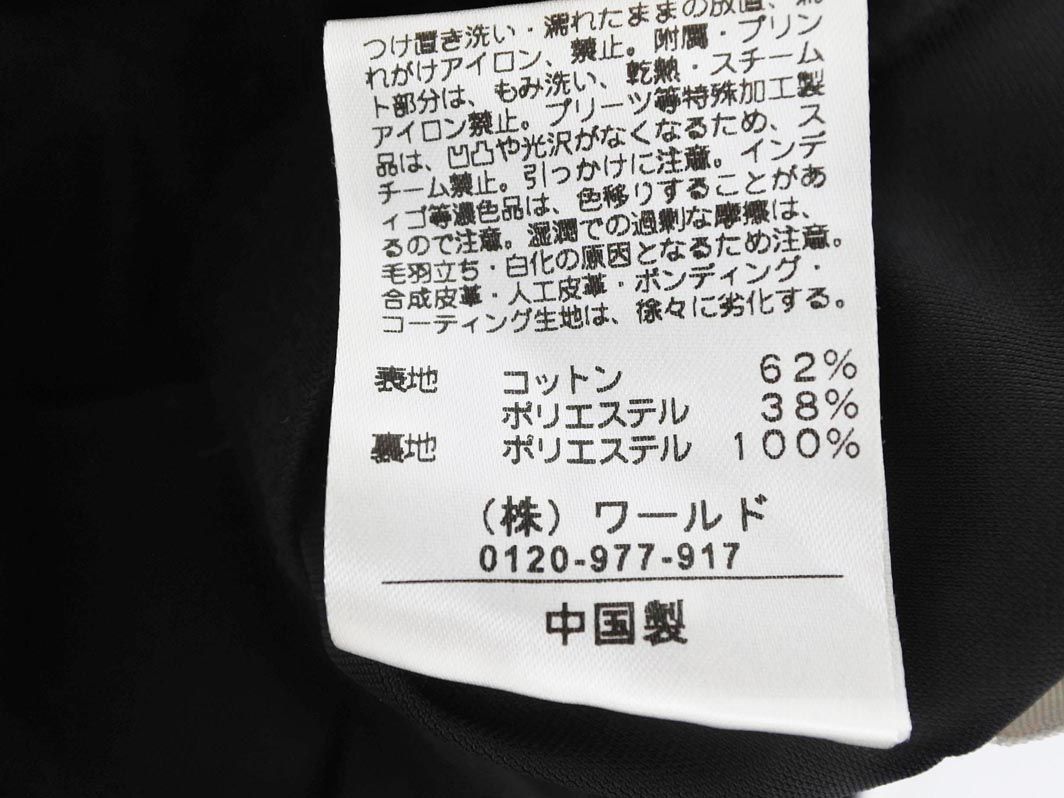 つけ置き洗い・濡れたままの放置、濡
れがけアイロン、禁止。附属・プリン
ト部分は、もみ洗い、乾熱・スチーム
アイロン禁止。プリーツ等特殊加工製
品は、凹凸や光沢がなくなるため、ス
チーム禁止。引っかけに注意。インデ
ィゴ等濃色品は、色移りすることがあ
るので注意。湿潤での過剰な摩擦は、
毛羽立ち・白化の原因となるため注意。
合成皮革・人工皮革・ボンディング・
コーティング生地は、徐々に劣化する。
表地 コットン 62%
ポリエステル 38%
裏地 ポリエステル 100%
(株) ワールド
0120-977-917
中国製